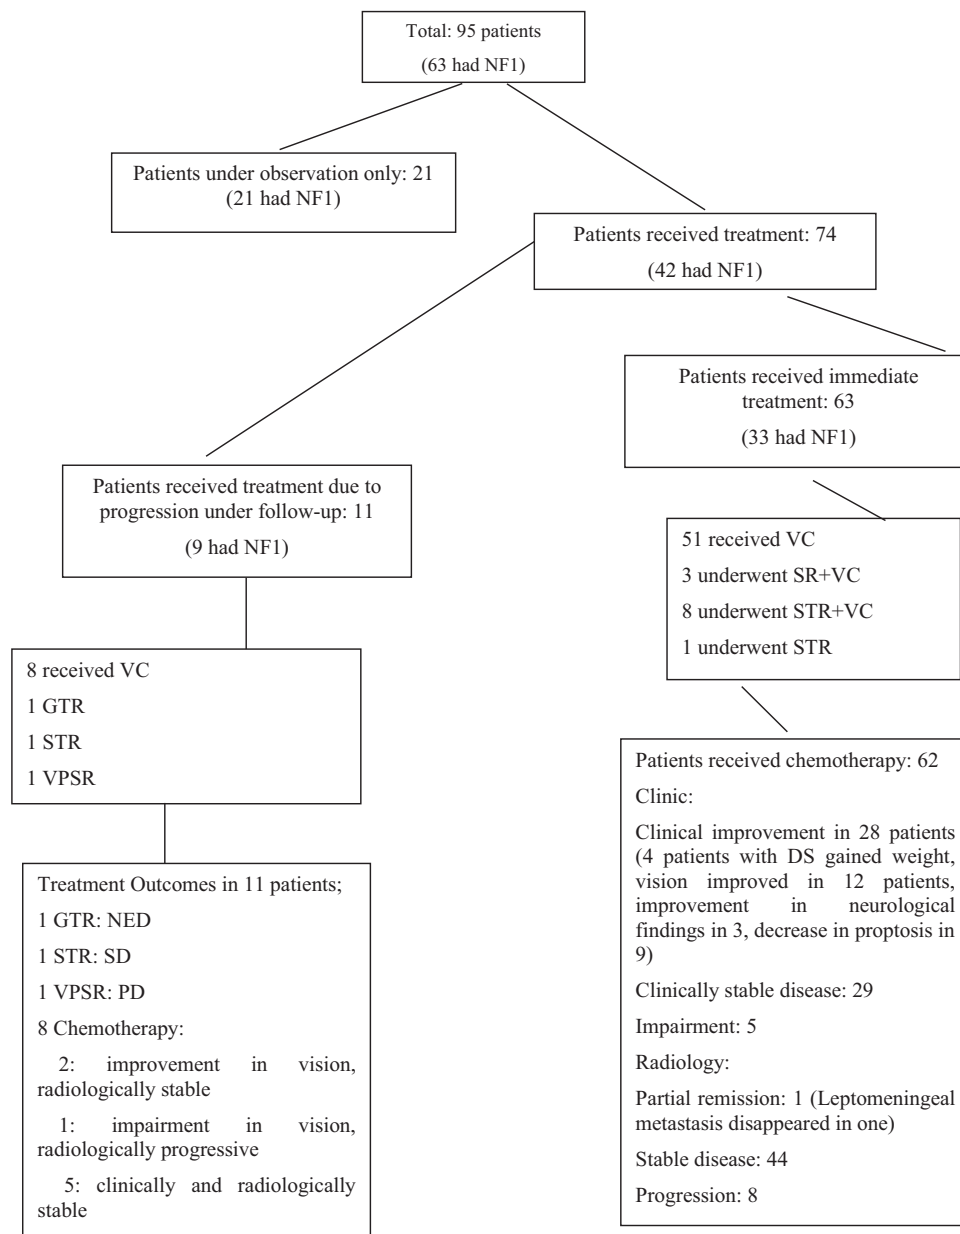 Total: 95 patients
(63 had NF1)
Patients under observation only: 21
(21 had NF1)
Patients received treatment: 74
(42 had NF1)
Patients received immediate
treatment: 63
(33 had NF1)
Patients received treatment due to
progression under follow-up: 11
(9 had NF1)
51 received VC
3 underwent SR+VC
8 underwent STR+VC
1 underwent STR
8 received VC
1 GTR
1 STR
1 VPSR
Patients received chemotherapy: 62
Clinic:
Clinical improvement in 28 patients
(4 patients with DS gained weight,
vision improved in 12 patients,
improvement in neurological
findings in 3, decrease in proptosis in
9)
Clinically stable disease: 29
Impairment: 5
Radiology:
Partial remission: 1 (Leptomeningeal
metastasis disappeared in one)
Stable disease: 44
Progression: 8
Treatment Outcomes in 11 patients;
1 GTR: NED
1 STR: SD
1 VPSR: PD
8 Chemotherapy:
2: improvement in vision,
radiologically stable
1: impairment in vision,
radiologically progressive
5: clinically and radiologically
stable